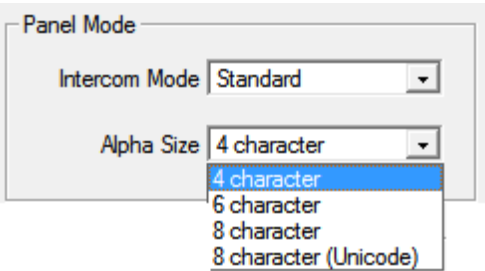 Panel Mode
Intercom Mode Standard
Alpha Size 4 character
4 character
6 character
8 character
8 character (Unicode)